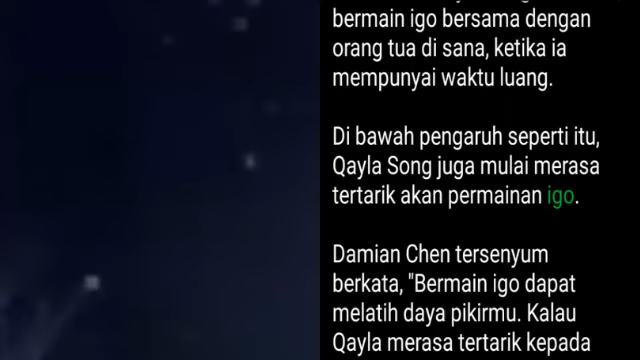 bermain igo bersama dengan
orang tua di sana, ketika ia
mempunyai waktu luang.
Di bawah pengaruh seperti itu,
Qayla Song juga mulai merasa
tertarik akan permainan igo.
Damian Chen tersenyum
berkata, "Bermain igo dapat
melatih daya pikirmu. Kalau
Qayla merasa tertarik kepada